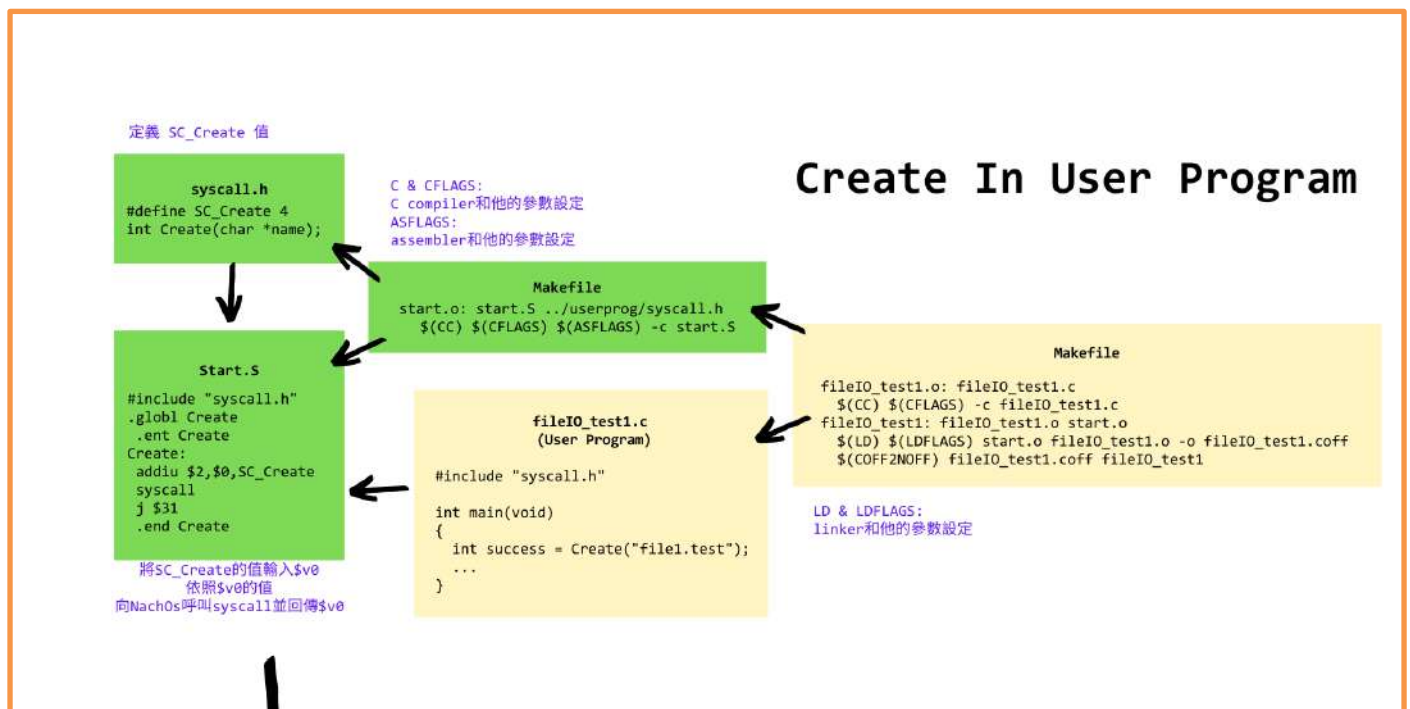 定義 SC_Create 值
syscall.h
#define SC_Create 4
int Create(char *name);
C & CFLAGS:
C compiler和他的參數設定
ASFLAGS:
assembler和他的參數設定
Create In User Program
Makefile
start.o: start.S ../userprog/syscall.h
$(CC) $(CFLAGS) $(ASFLAGS) -c start.S
Start.S
#include "syscall.h"
.globl Create
.ent Create
Create:
addiu $2,$0,SC_Create
syscall
j $31
.end Create
將SC_Create的值輸入$v0
依照$v0的值
向NachOs呼叫syscall並回傳$v0
fileIO_test1.c
(User Program)
#include "syscall.h"
int main(void)
{
int success = Create("file1.test");
...
}
Makefile
fileIO_test1.o: fileIO_test1.c
$(CC) $(CFLAGS) -c fileIO_test1.c
fileIO_test1: fileIO_test1.o start.o
$(LD) $(LDFLAGS) start.o fileIO_test1.o -o fileIO_test1.coff
$(COFF2NOFF) fileIO_test1.coff fileIO_test1
LD & LDFLAGS:
linker和他的參數設定